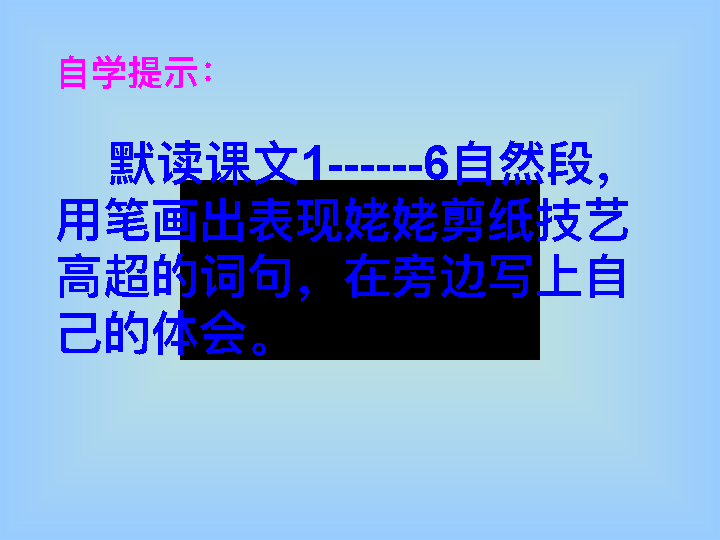 自学提示：
默读课文1------6自然段，
用笔画出表现姥姥剪纸技艺
高超的词句，在旁边写上自
己的体会。